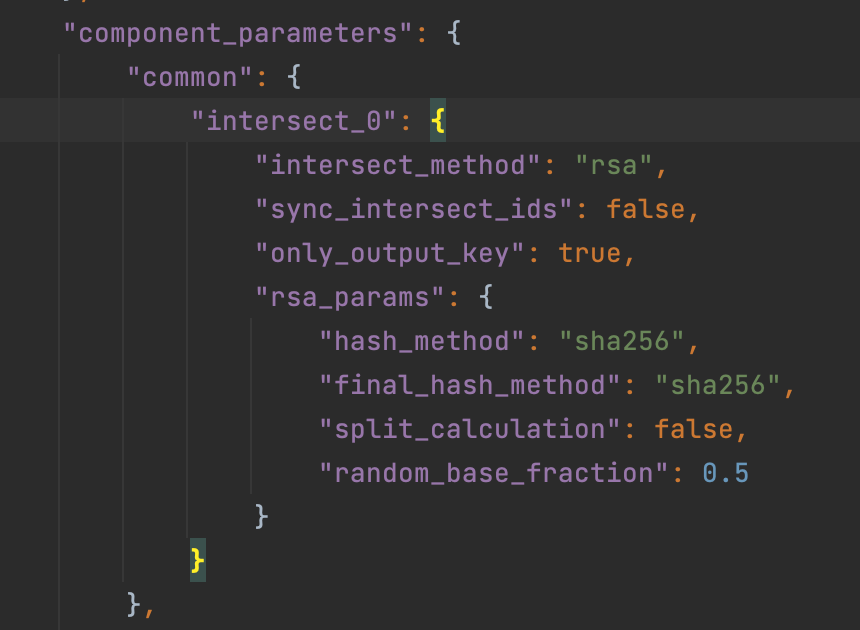 "component_parameters": {
"common": {
"intersect_0": {
"intersect_method": "rsa",
"sync_intersect_ids": false,
"only_output_key": true,
"rsa_params": {
"hash_method": "sha256",
"final_hash_method": "sha256",
"split_calculation": false,
"random_base_fraction": 0.5
}
}
},